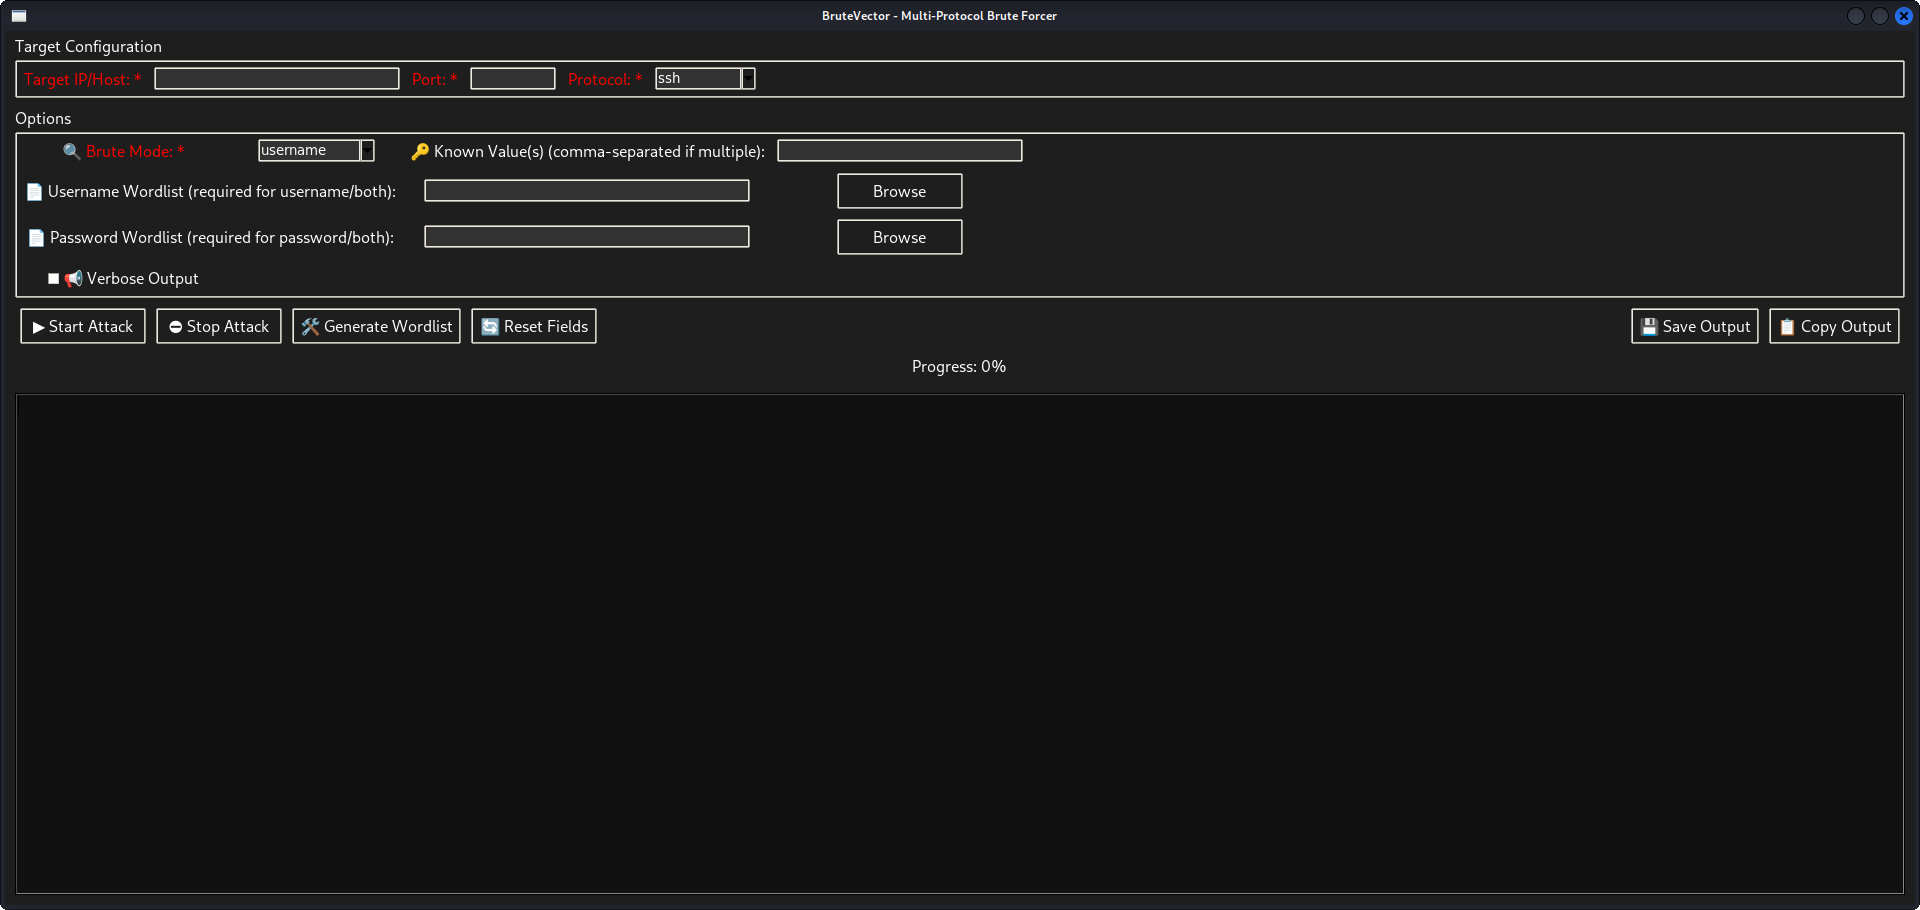 BruteVector - Multi-Protocol Brute Forcer
Target Configuration
Target IP/Host: * Port: * Protocol: * ssh
Options
Brute Mode: * username Known Value(s) (comma-separated if multiple):
Username Wordlist (required for username/both): Browse
Password Wordlist (required for password/both): Browse
Verbose Output
Start Attack Stop Attack Generate Wordlist Reset Fields Save Output Copy Output
Progress: 0%